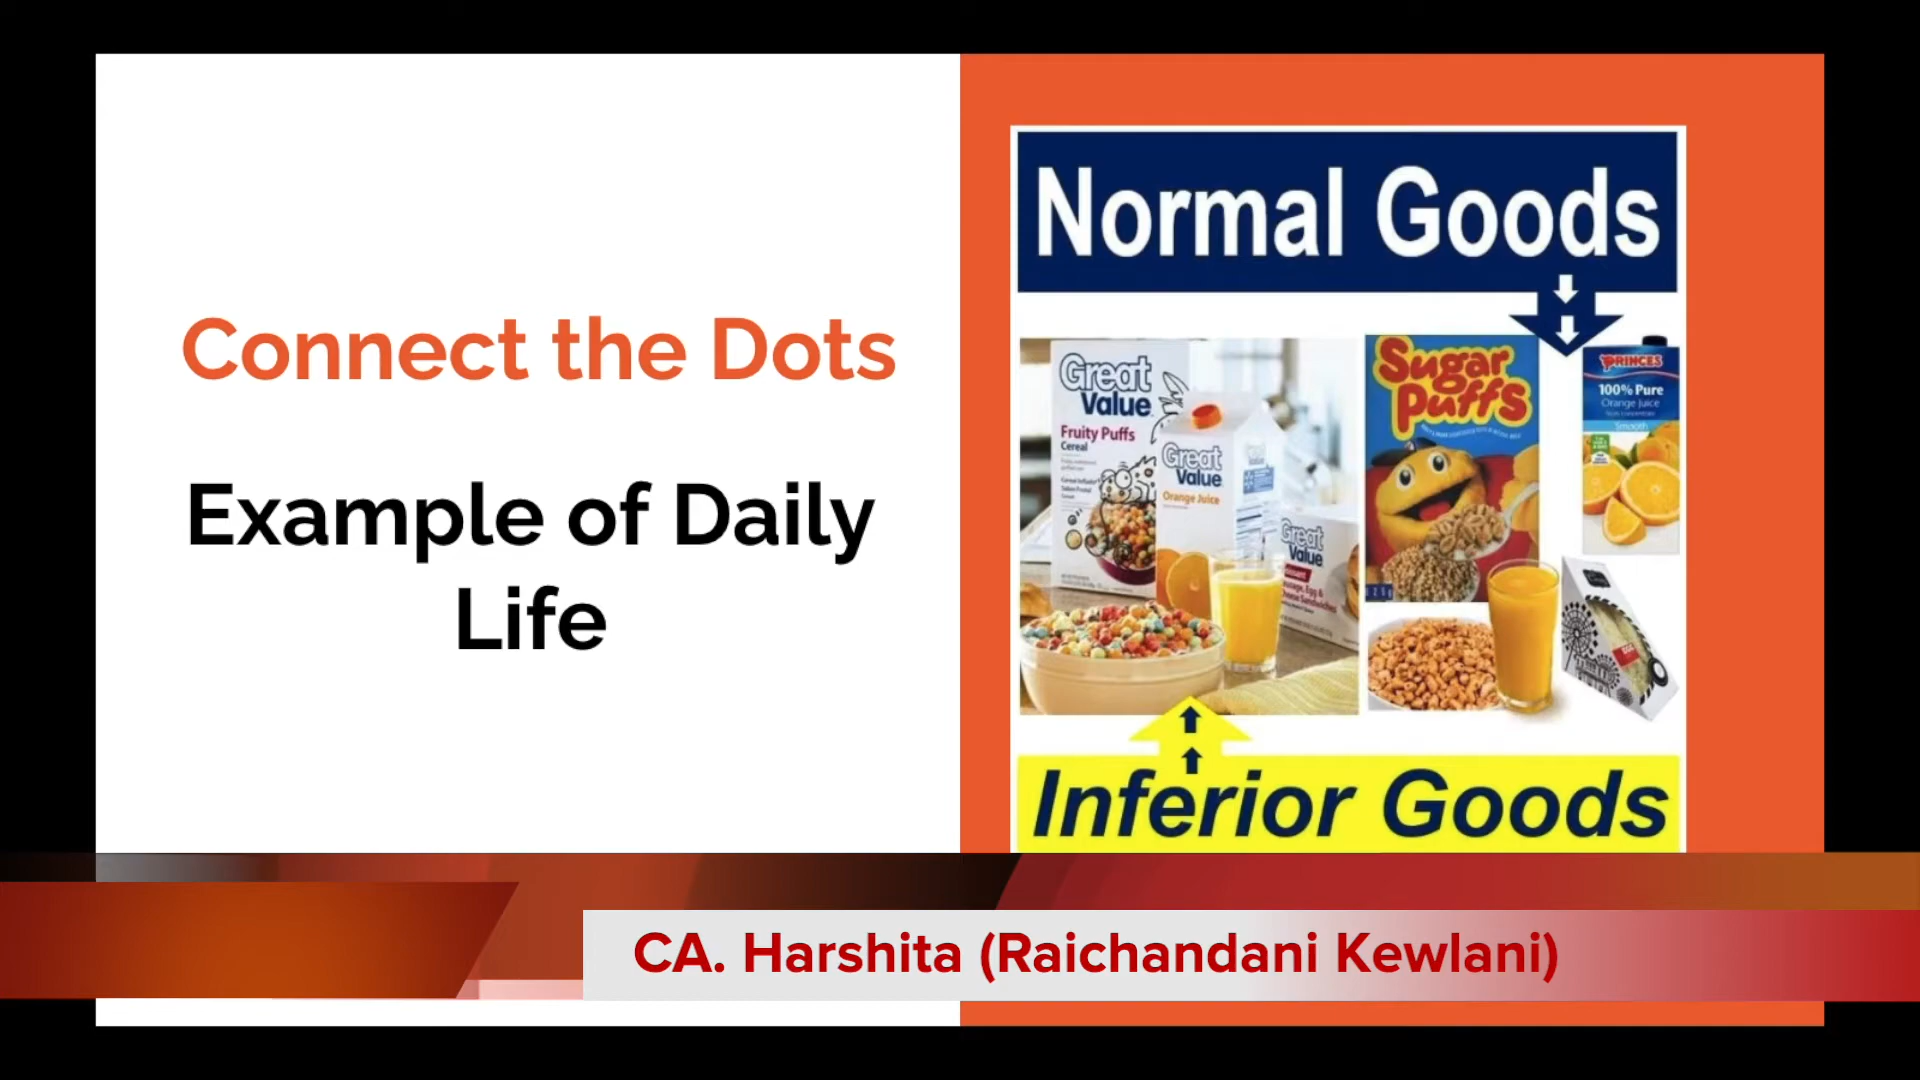 Connect the Dots
Example of Daily
Life
Normal Goods
Great
Value
Fruity Puffs
Cereal
Great
Value
Orange Juice
Great
Value
Sugar
Puffs
PRINCES
100% Pure
Orange Juice
Smooth
Inferior Goods
CA. Harshita (Raichandani Kewlani)